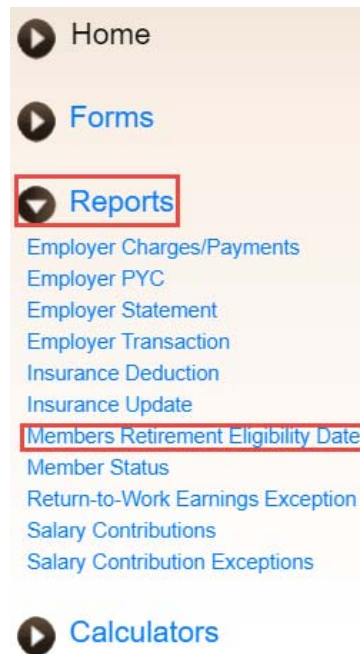 Home
Forms
Reports
Employer Charges/Payments
Employer PYC
Employer Statement
Employer Transaction
Insurance Deduction
Insurance Update
Members Retirement Eligibility Date
Member Status
Return-to-Work Earnings Exception
Salary Contributions
Salary Contribution Exceptions
Calculators